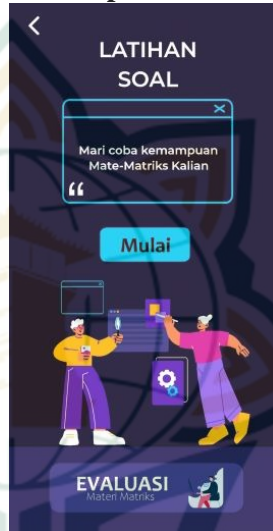 LATIHAN
SOAL
Mari coba kemampuan
Mate-Matriks Kalian
“
Mulai
EVALUASI
Materi Matriks